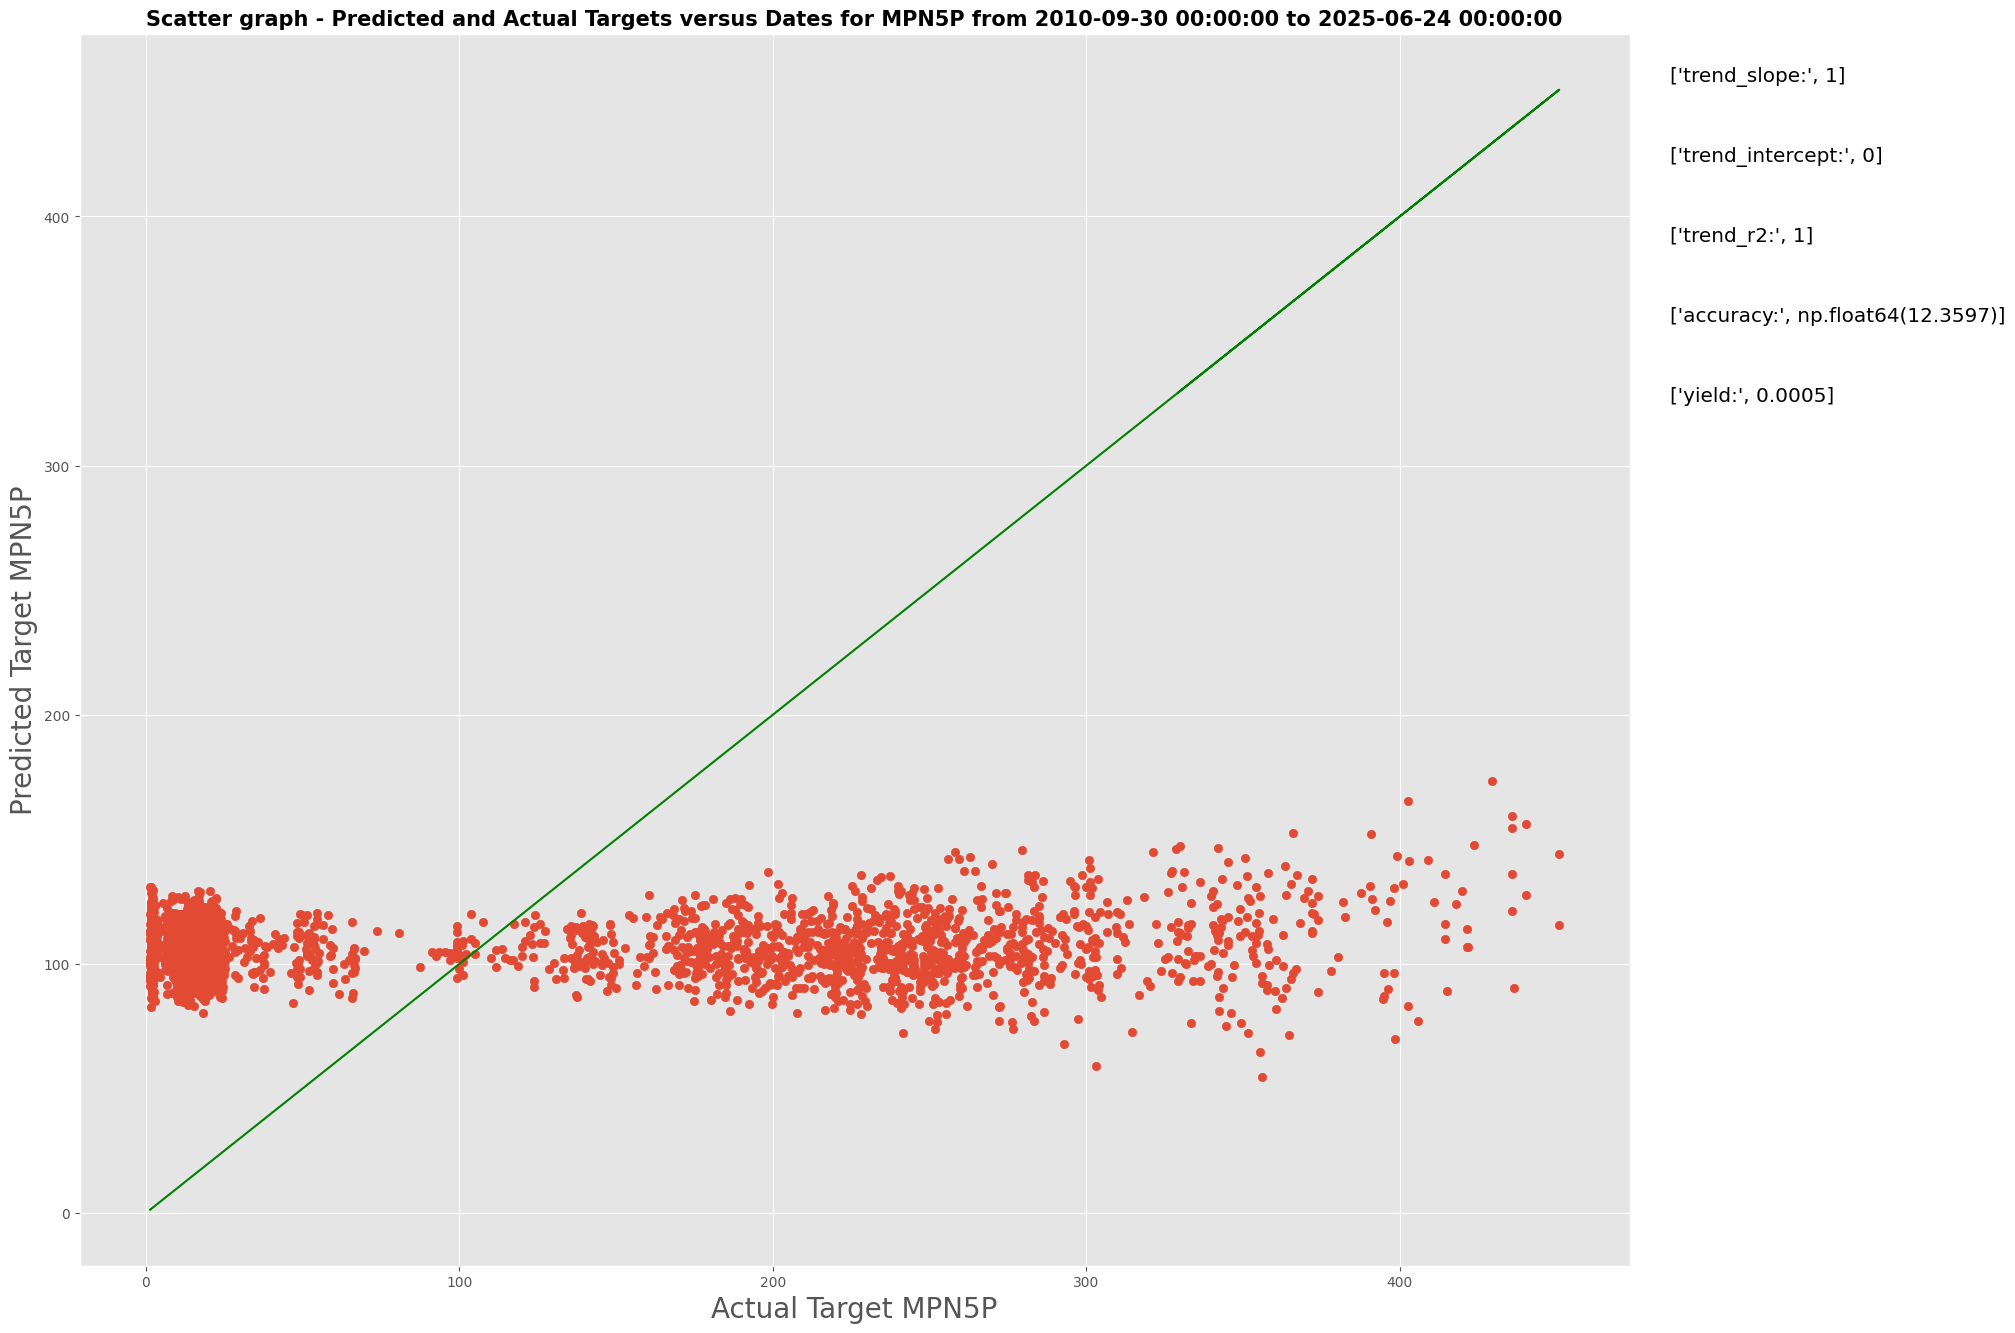 Scatter graph - Predicted and Actual Targets versus Dates for MPN5P from 2010-09-30 00:00:00 to 2025-06-24 00:00:00
['trend_slope:', 1]
['trend_intercept:', 0]
['trend_r2:', 1]
['accuracy:', np.float64(12.3597)]
['yield:', 0.0005]
Predicted Target MPN5P
400
300
200
100
0
0 100 200 300 400
Actual Target MPN5P